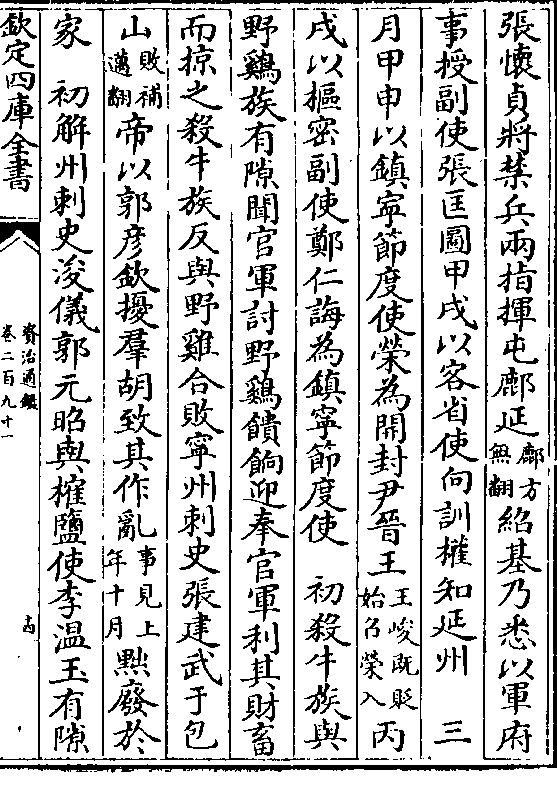 張懷貞將禁兵兩指揮屯鄜延鄜方無翻紹基乃悉以軍府
事授副使張匡圖甲戌以客省使向訓權知延州　三
月甲申以鎮寧節度使榮為開封尹晉王王峻既貶始召榮入丙
戌以樞密副使鄭仁誨為鎮寧節度使　初殺牛族與
野鷄族有隙聞官軍討野鷄饋餉迎奉官軍利其財畜
而掠之殺牛族反與野雞合敗寧州刺史張建武于包
山敗補邁翻帝以郭彥欽擾羣胡致其作亂事見上年十月黜廢於
家　初解州刺史浚儀郭元昭與榷鹽使李溫玉有隙
欽定四庫全書
資治通鑑
卷二百九十一